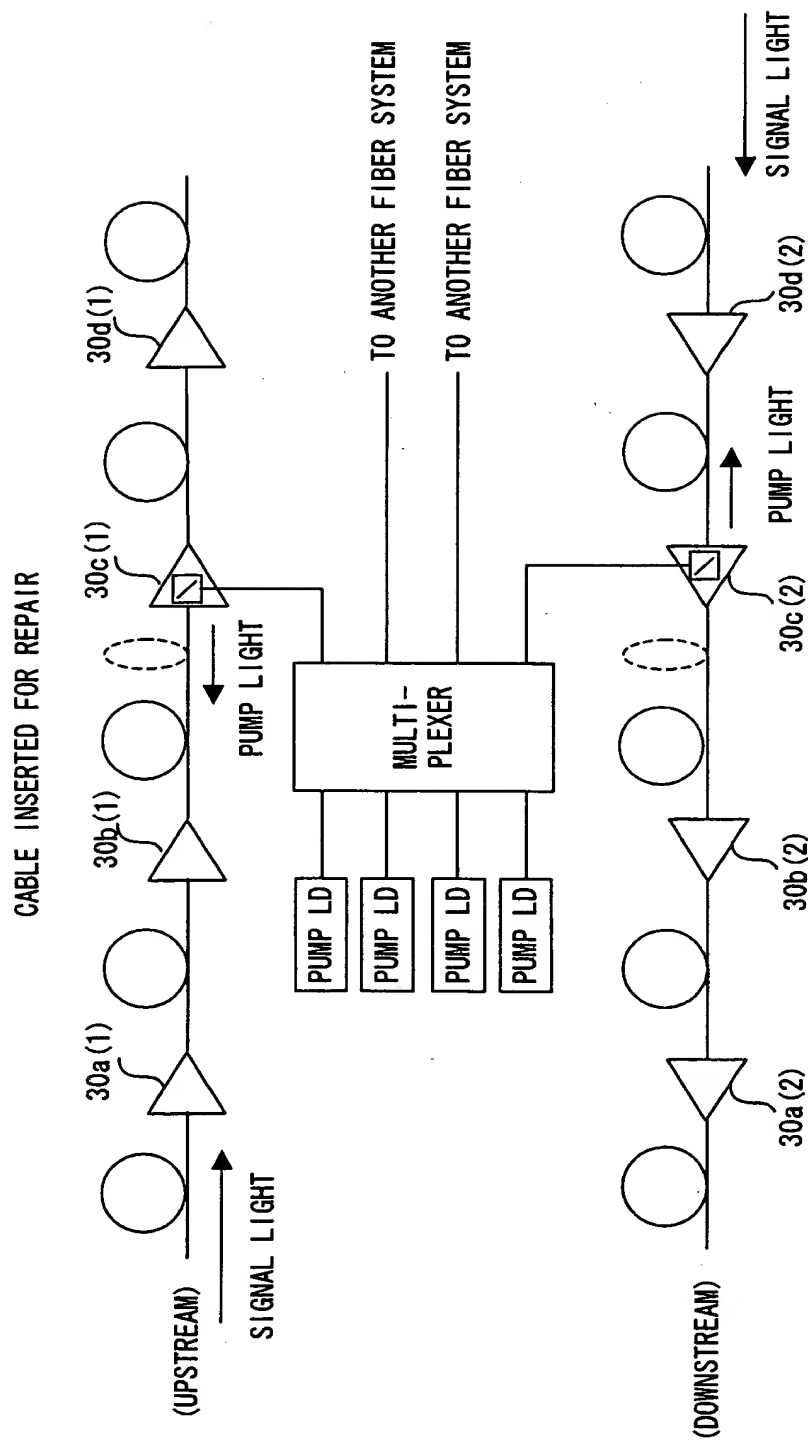 CABLE INSERTED FOR REPAIR
30a(1)
30b(1)
30c(1)
30d(1)
(UPSTREAM)
SIGNAL LIGHT
PUMP LIGHT
PUMP LD
PUMP LD
PUMP LD
PUMP LD
MULTI-
PLEXER
TO ANOTHER FIBER SYSTEM
TO ANOTHER FIBER SYSTEM
(DOWNSTREAM)
PUMP LIGHT
SIGNAL LIGHT
30a(2)
30b(2)
30c(2)
30d(2)